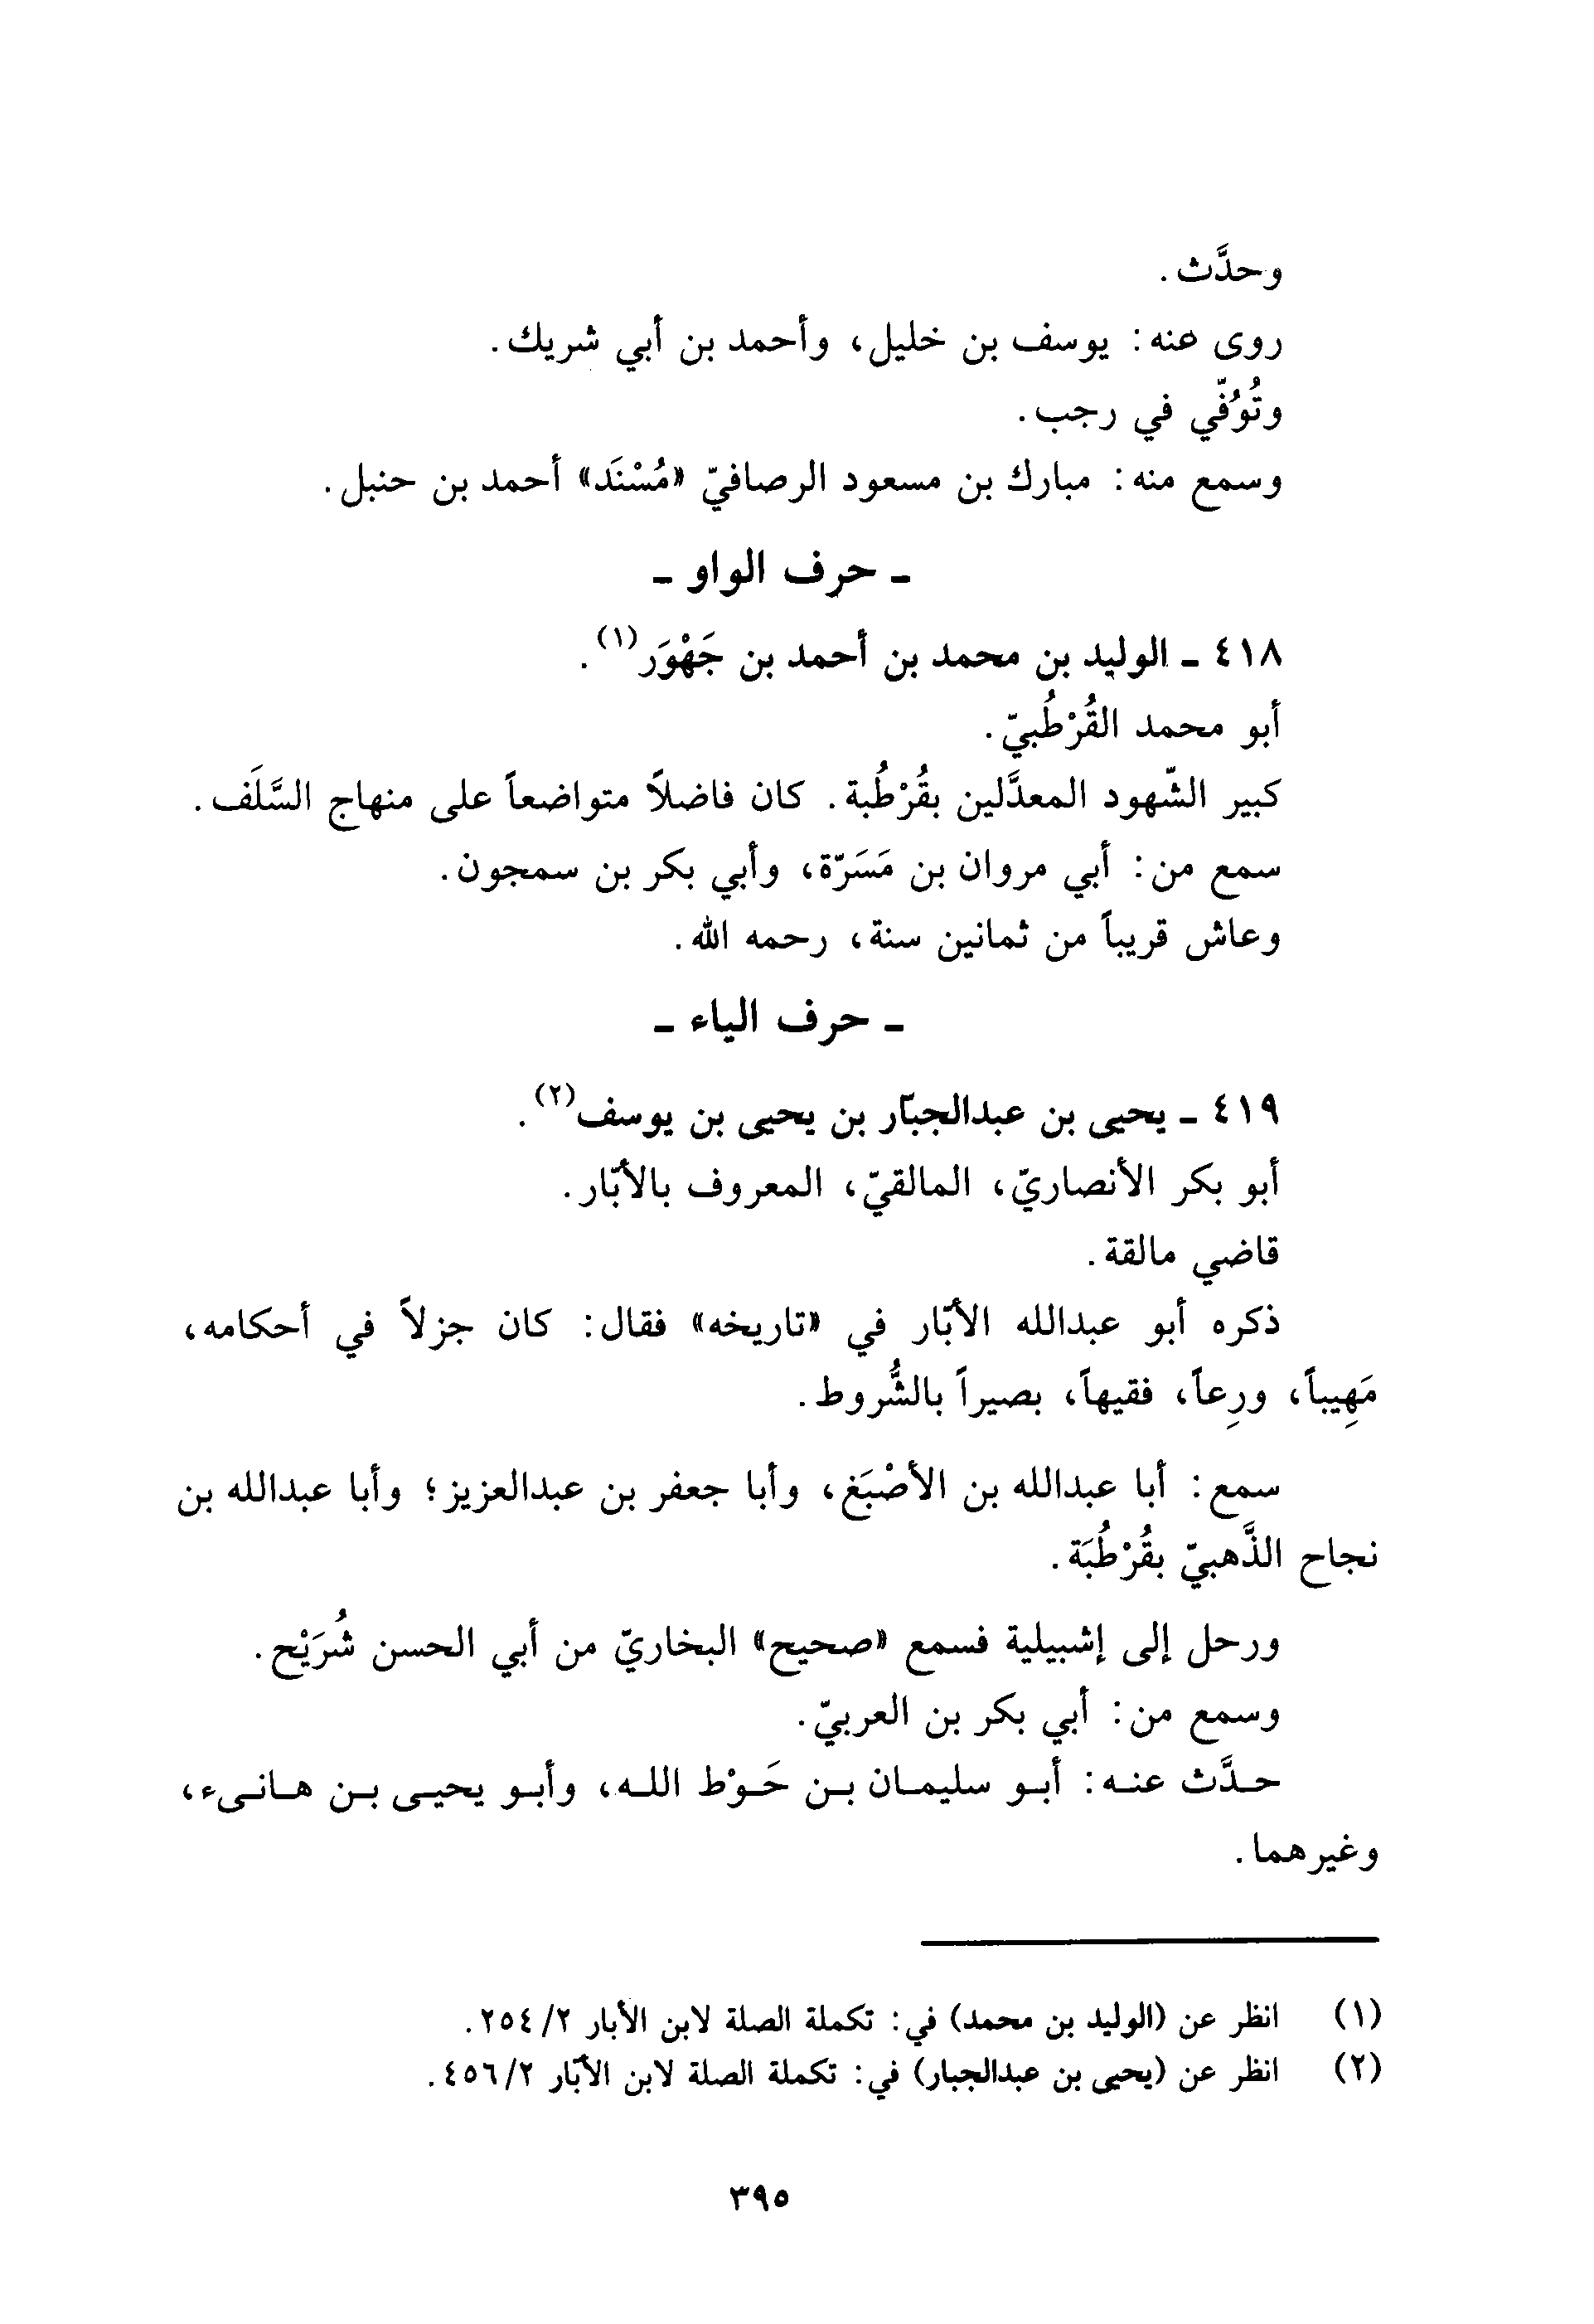 وحدَّث.
روى عنه: يوسف بن خليل، وأحمد بن أبي شريك.
وتُوُفّي في رجب.
وسمع منه: مبارك بن مسعود الرصافيّ «مُسْنَد» أحمد بن حنبل.
- حرف الواو -
٤١٨ - الوليد بن محمد بن أحمد بن جَهْوَر(١).
أبو محمد القُرْطُبيّ.
كبير الشّهود المعدَّلين بقُرْطُبة. كان فاضلاً متواضعاً على منهاج السَّلَف.
سمع من: أبي مروان بن مَسَرّة، وأبي بكر بن سمجون.
وعاش قريباً من ثمانين سنة، رحمه الله.
- حرف الياء -
٤١٩ - يحيى بن عبدالجبّار بن يحيى بن يوسف(٢).
أبو بكر الأنصاريّ، المالقيّ، المعروف بالأبّار.
قاضي مالقة.
ذكره أبو عبدالله الأبّار في «تاريخه» فقال: كان جزلاً في أحكامه،
مَهِيباً، ورِعاً، فقيهاً، بصيراً بالشُّروط.
سمع: أبا عبدالله بن الأصْبَغ، وأبا جعفر بن عبدالعزيز؛ وأبا عبدالله بن
نجاح الذَّهبيّ بقُرْطُبَة.
ورحل إلى إشبيلية فسمع «صحيح» البخاريّ من أبي الحسن شُرَيْح.
وسمع من: أبي بكر بن العربيّ.
حدَّث عنه: أبو سليمان بن حَوْط الله، وأبو يحيى بن هانىء،
وغيرهما.
(١) انظر عن (الوليد بن محمد) في: تكملة الصلة لابن الأبار ٢/ ٢٥٤.
(٢) انظر عن (يحيى بن عبدالجبار) في: تكملة الصلة لابن الأبّار ٢/ ٤٥٦.
٣٩٥